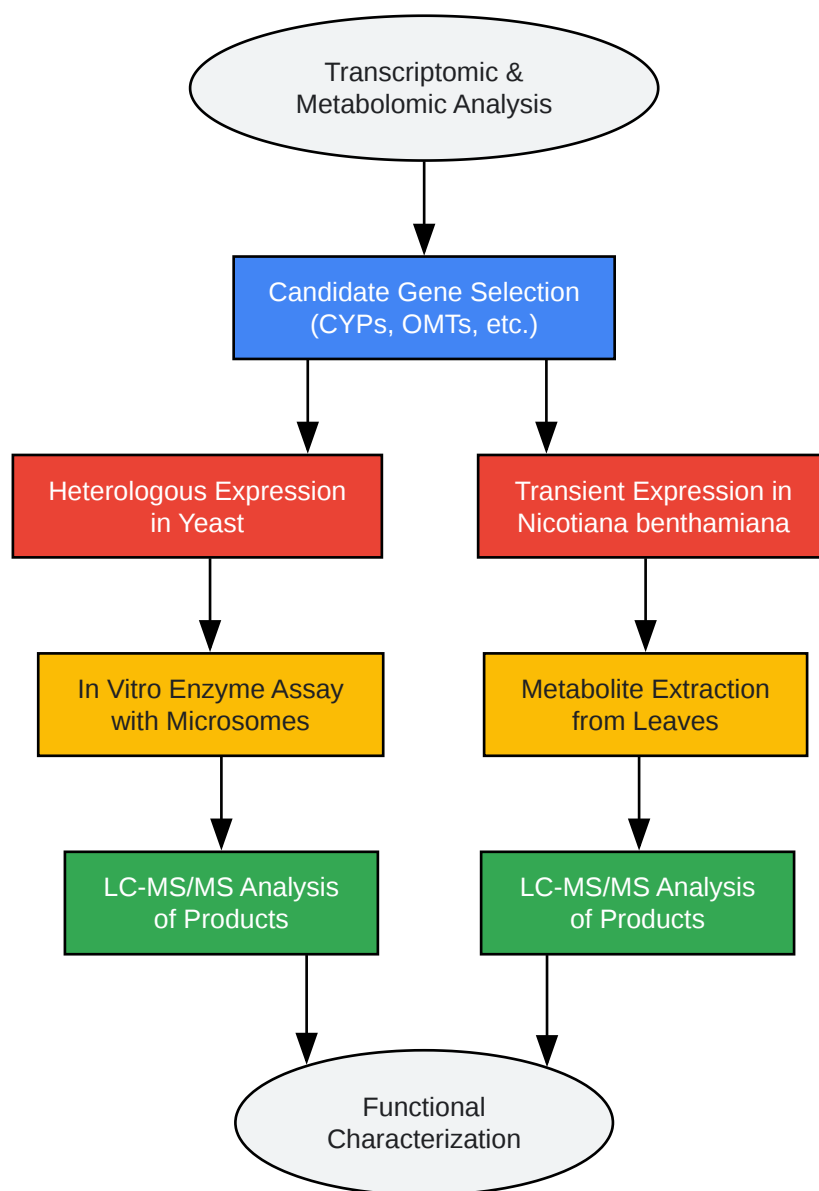 Transcriptomic &
Metabolomic Analysis
Candidate Gene Selection
(CYPs, OMTs, etc.)
Heterologous Expression
in Yeast
Transient Expression in
Nicotiana benthamiana
In Vitro Enzyme Assay
with Microsomes
Metabolite Extraction
from Leaves
LC-MS/MS Analysis
of Products
LC-MS/MS Analysis
of Products
Functional
Characterization